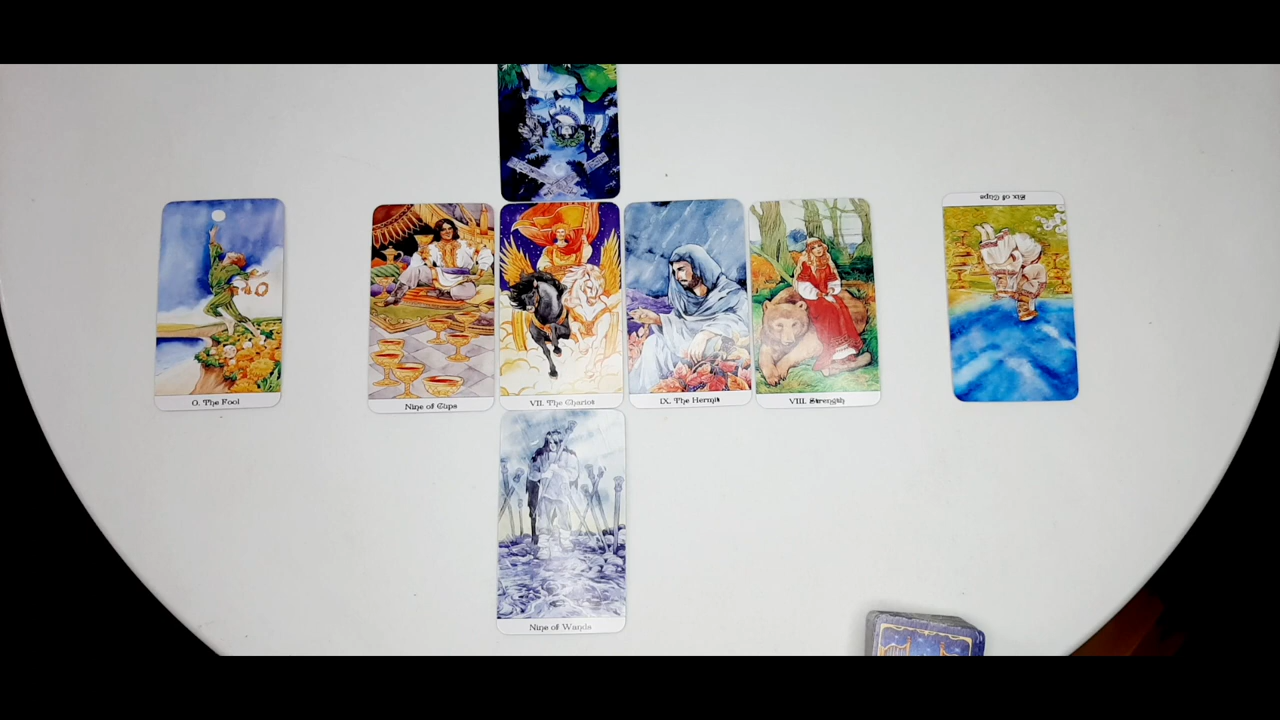 Six of Cups
0. The Fool
Nine of Cups
VII. The Chariot
IX. The Hermit
VIII. Strength
Nine of Wands